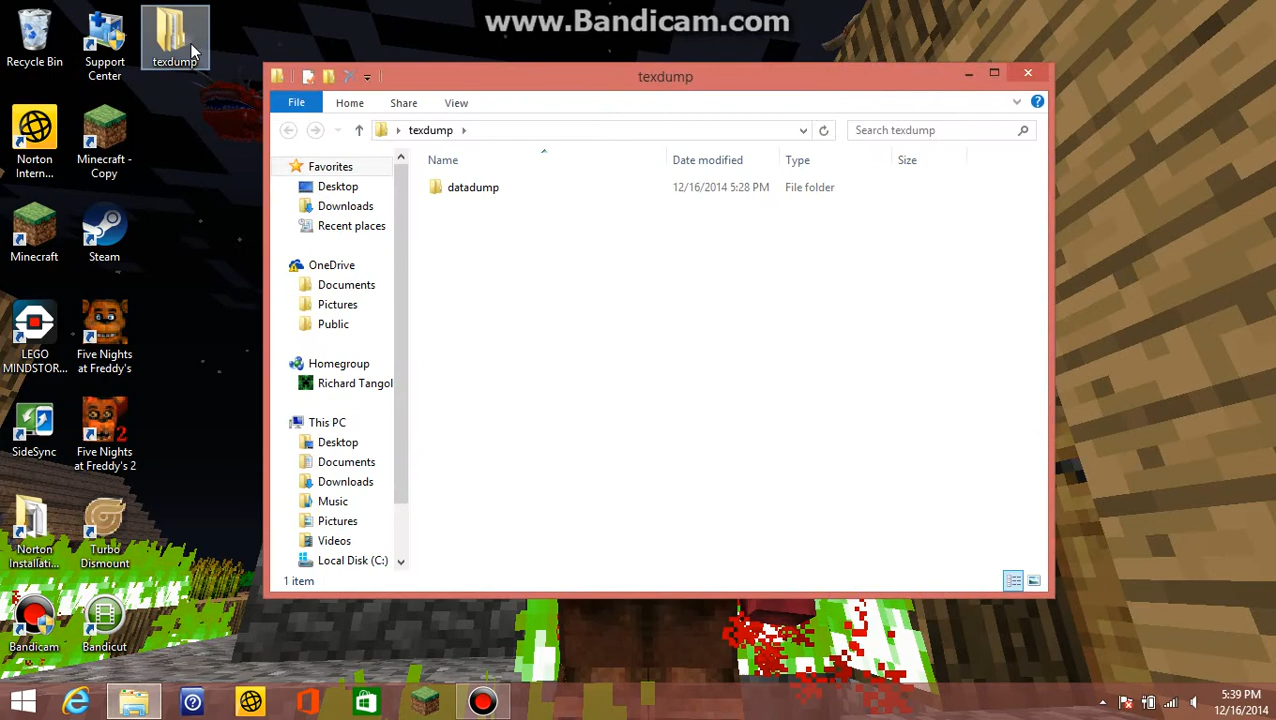 www.Bandicam.com
Recycle Bin
Support
Center
texdump
Norton
Intern...
Minecraft -
Copy
Minecraft
Steam
LEGO
MINDSTOR...
Five Nights
at Freddy's
SideSync
2
Five Nights
at Freddy's 2
Norton
Installati...
Turbo
Dismount
Bandicam
Bandicut
texdump
File
Home
Share
View
texdump
Search texdump
Name
Date modified
Type
Size
datadump
12/16/2014 5:28 PM
File folder
Favorites
Desktop
Downloads
Recent places
OneDrive
Documents
Pictures
Public
Homegroup
Richard Tangol
This PC
Desktop
Documents
Downloads
Music
Pictures
Videos
Local Disk (C:)
1 item
5:39 PM
12/16/2014